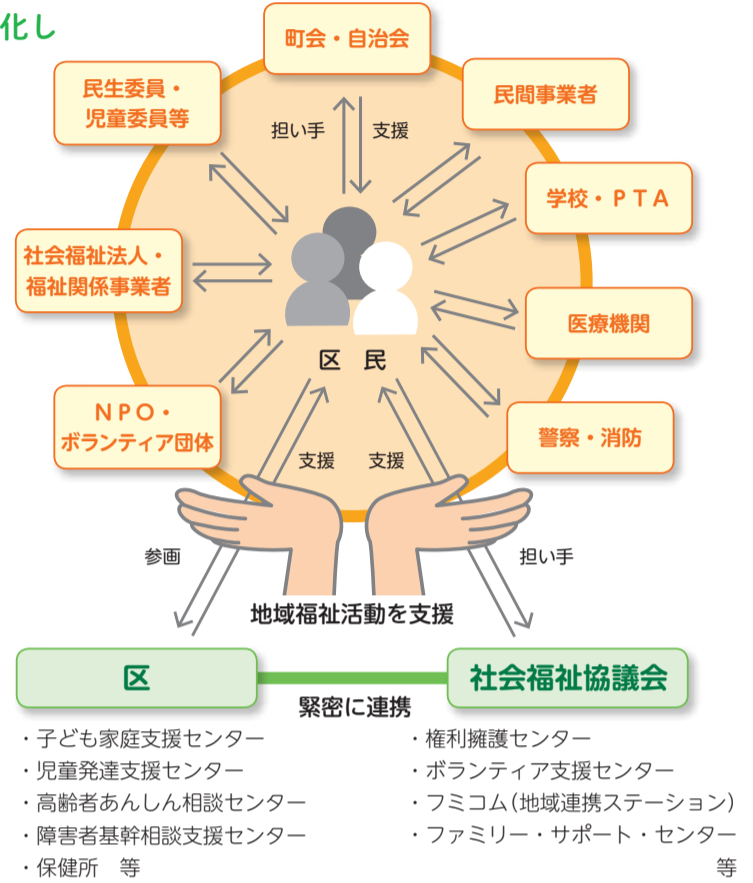 化し
町会・自治会
民生委員・
児童委員等
民間事業者
担い手
支援
学校・ＰＴＡ
社会福祉法人・
福祉関係事業者
医療機関
区　民
ＮＰＯ・
ボランティア団体
警察・消防
支援
支援
参画
担い手
地域福祉活動を支援
区
社会福祉協議会
緊密に連携
・子ども家庭支援センター
・児童発達支援センター
・高齢者あんしん相談センター
・障害者基幹相談支援センター
・保健所　等
・権利擁護センター
・ボランティア支援センター
・フミコム（地域連携ステーション）
・ファミリー・サポート・センター
等